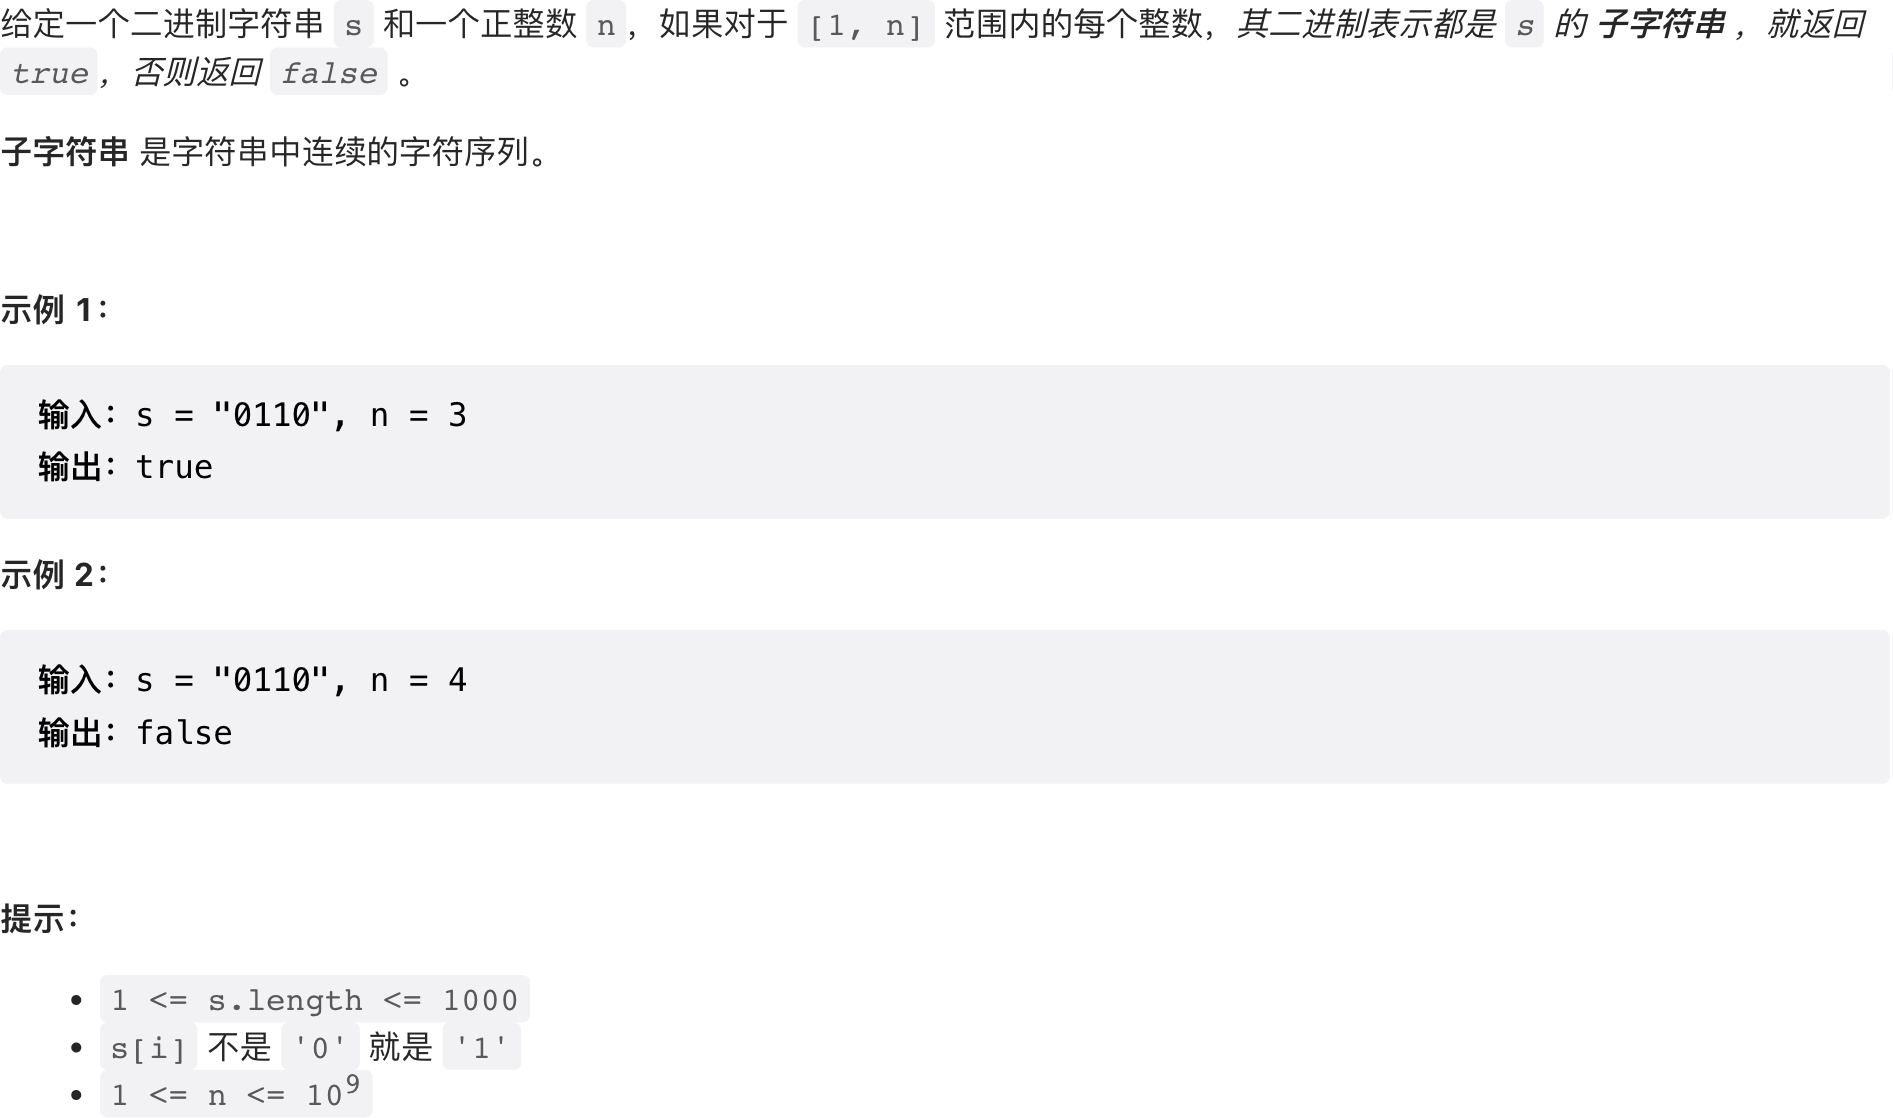 给定一个二进制字符串 s 和一个正整数 n，如果对于 [1, n] 范围内的每个整数，其二进制表示都是 s 的 子字符串 ，就返回
true，否则返回 false 。
子字符串 是字符串中连续的字符序列。
示例 1：
输入：s = "0110", n = 3
输出：true
示例 2：
输入：s = "0110", n = 4
输出：false
提示：
• 1 <= s.length <= 1000
• s[i] 不是 '0' 就是 '1'
• 1 <= n <= 10⁹